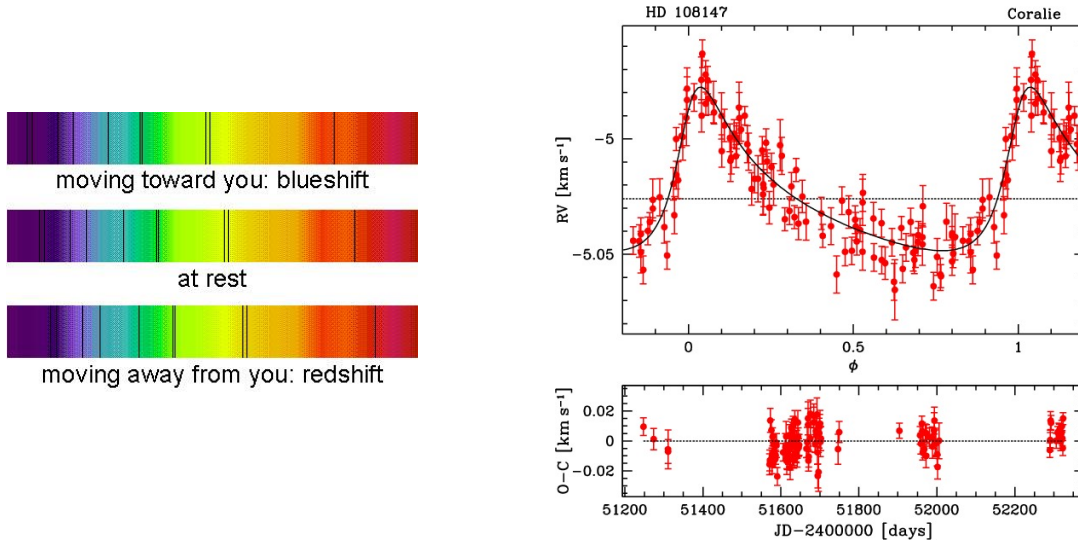 moving toward you: blueshift
at rest
moving away from you: redshift
HD 108147 Coralie
−5
−5.05
RV [km s⁻¹]
0 0.5 1
ϕ
0.02
0
−0.02
O−C [km s⁻¹]
51200 51400 51600 51800 52000 52200
JD−2400000 [days]